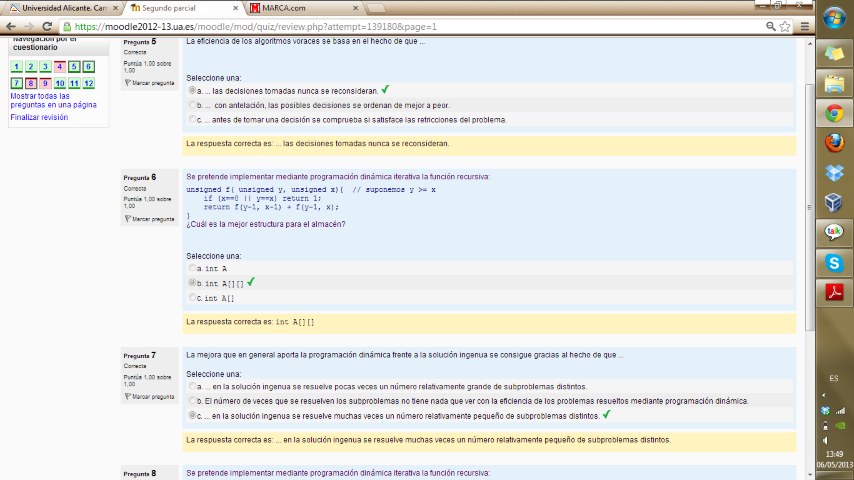 Universidad Alicante. Cam
Segundo parcial
MARCA.com
https://moodle2012-13.ua.es/moodle/mod/quiz/review.php?attempt=139180&page=1
Navegación por el
cuestionario
1 2 3 4 5 6
7 8 9 10 11 12
Mostrar todas las
preguntas en una página
Finalizar revisión
Pregunta 5
Correcta
Puntúa 1,00 sobre
1,00
Marcar pregunta
La eficiencia de los algoritmos voraces se basa en el hecho de que ...
Seleccione una:
a. ... las decisiones tomadas nunca se reconsideran.
b. ... con antelación, las posibles decisiones se ordenan de mejor a peor.
c. ... antes de tomar una decisión se comprueba si satisface las retricciones del problema.
La respuesta correcta es: ... las decisiones tomadas nunca se reconsideran.
Pregunta 6
Correcta
Puntúa 1,00 sobre
1,00
Marcar pregunta
Se pretende implementar mediante programación dinámica iterativa la función recursiva:
unsigned f( unsigned y, unsigned x){ // suponemos y >= x
if (x==0 || y==x) return 1;
return f(y-1, x-1) + f(y-1, x);
}
¿Cuál es la mejor estructura para el almacén?
Seleccione una:
a. int A
b. int A[][]
c. int A[]
La respuesta correcta es: int A[][]
Pregunta 7
Correcta
Puntúa 1,00 sobre
1,00
Marcar pregunta
La mejora que en general aporta la programación dinámica frente a la solución ingenua se consigue gracias al hecho de que ...
Seleccione una:
a. ... en la solución ingenua se resuelve pocas veces un número relativamente grande de subproblemas distintos.
b. El número de veces que se resuelven los subproblemas no tiene nada que ver con la eficiencia de los problemas resueltos mediante programación dinámica.
c. ... en la solución ingenua se resuelve muchas veces un número relativamente pequeño de subproblemas distintos.
La respuesta correcta es: ... en la solución ingenua se resuelve muchas veces un número relativamente pequeño de subproblemas distintos.
Pregunta 8
Se pretende implementar mediante programación dinámica iterativa la función recursiva:
talk
ES
13:49
06/05/2013